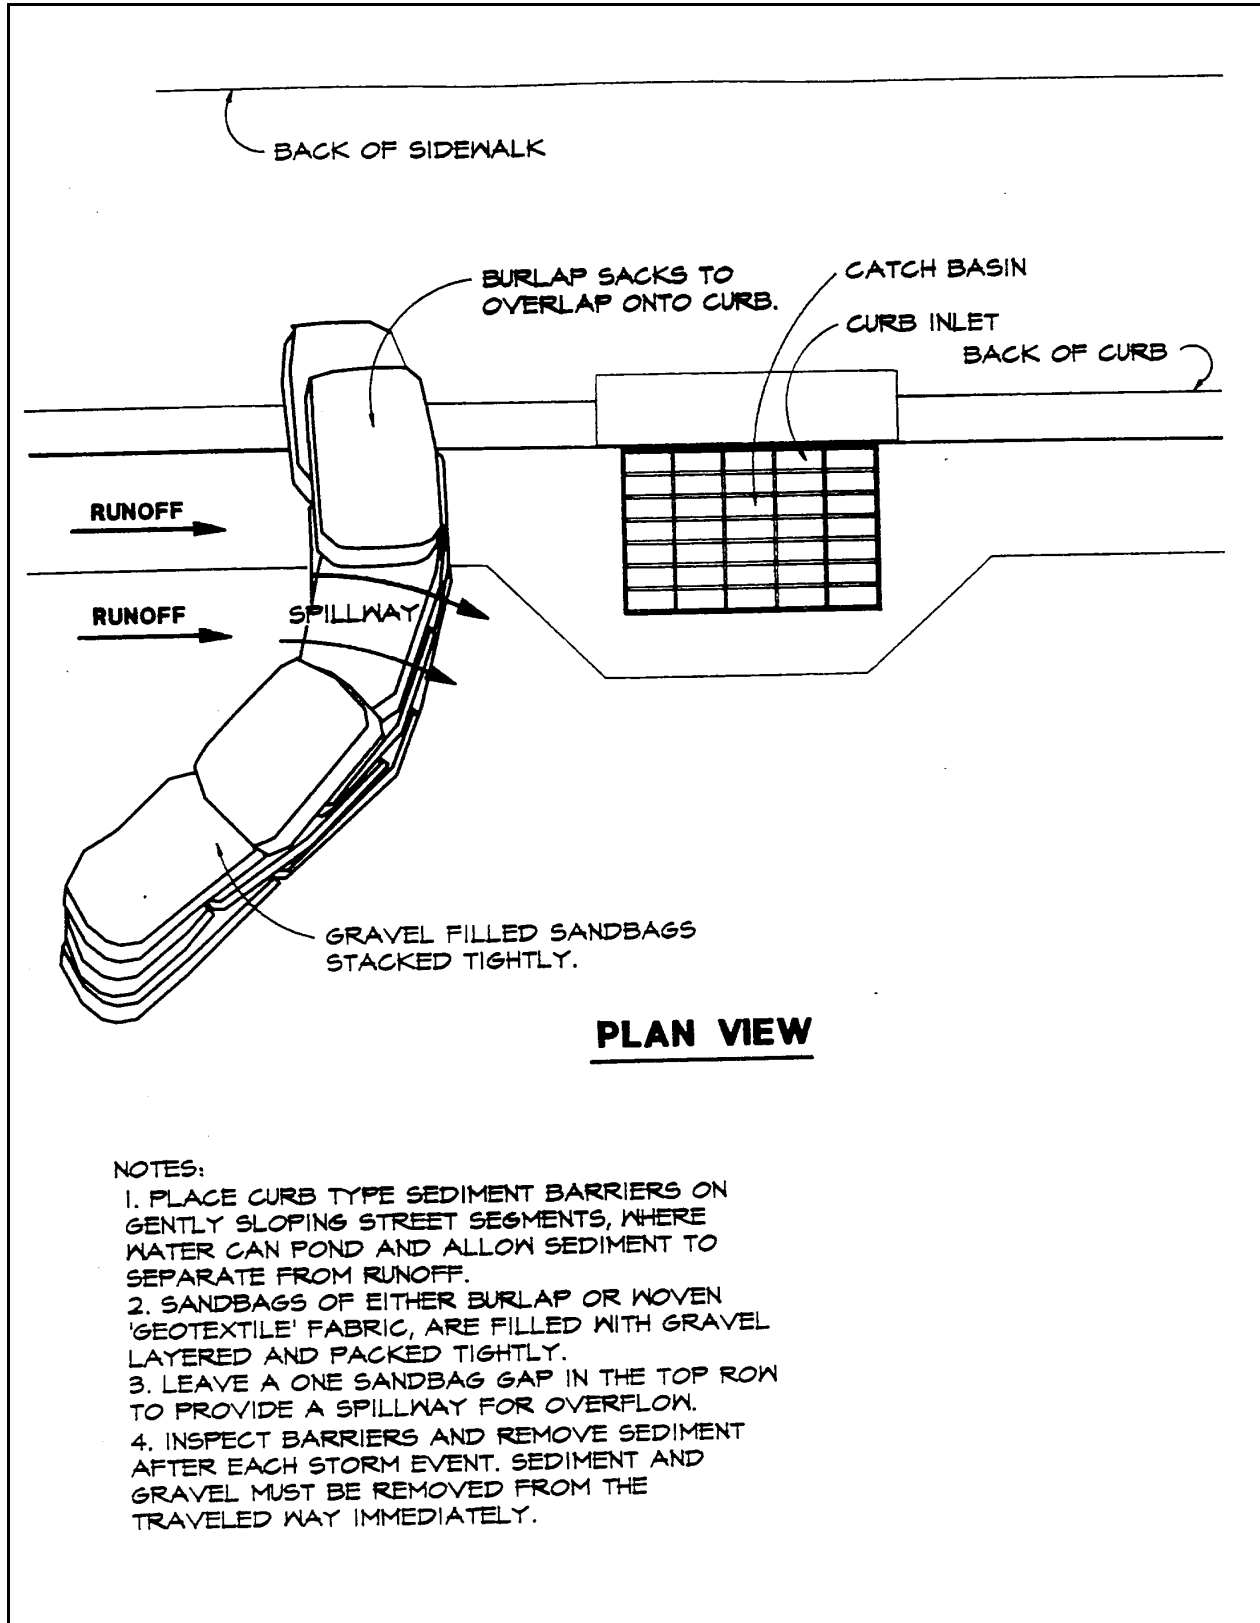 BACK OF SIDEWALK
BURLAP SACKS TO
OVERLAP ONTO CURB.
CATCH BASIN
CURB INLET
BACK OF CURB
RUNOFF
RUNOFF
SPILLWAY
GRAVEL FILLED SANDBAGS
STACKED TIGHTLY.
PLAN VIEW
NOTES:
1. PLACE CURB TYPE SEDIMENT BARRIERS ON
GENTLY SLOPING STREET SEGMENTS, WHERE
WATER CAN POND AND ALLOW SEDIMENT TO
SEPARATE FROM RUNOFF.
2. SANDBAGS OF EITHER BURLAP OR WOVEN
'GEOTEXTILE' FABRIC, ARE FILLED WITH GRAVEL
LAYERED AND PACKED TIGHTLY.
3. LEAVE A ONE SANDBAG GAP IN THE TOP ROW
TO PROVIDE A SPILLWAY FOR OVERFLOW.
4. INSPECT BARRIERS AND REMOVE SEDIMENT
AFTER EACH STORM EVENT. SEDIMENT AND
GRAVEL MUST BE REMOVED FROM THE
TRAVELED WAY IMMEDIATELY.